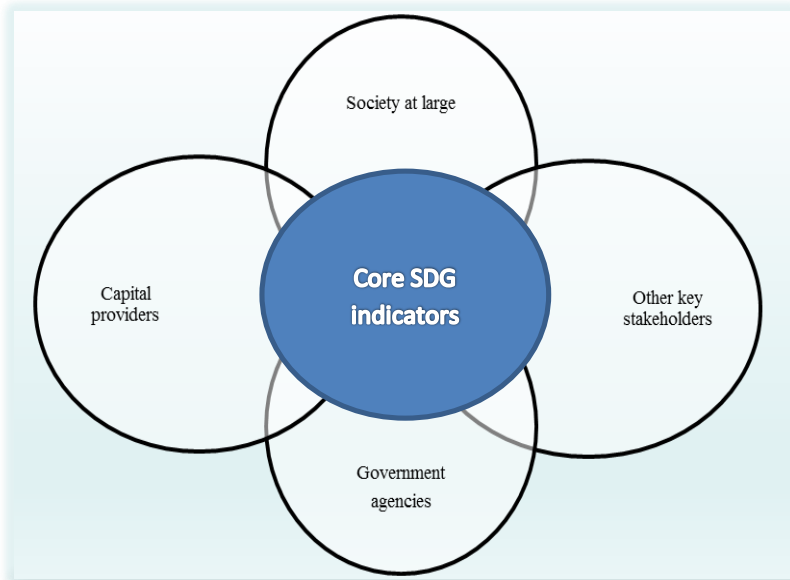 Society at large
Capital
providers
Core SDG
indicators
Other key
stakeholders
Government
agencies